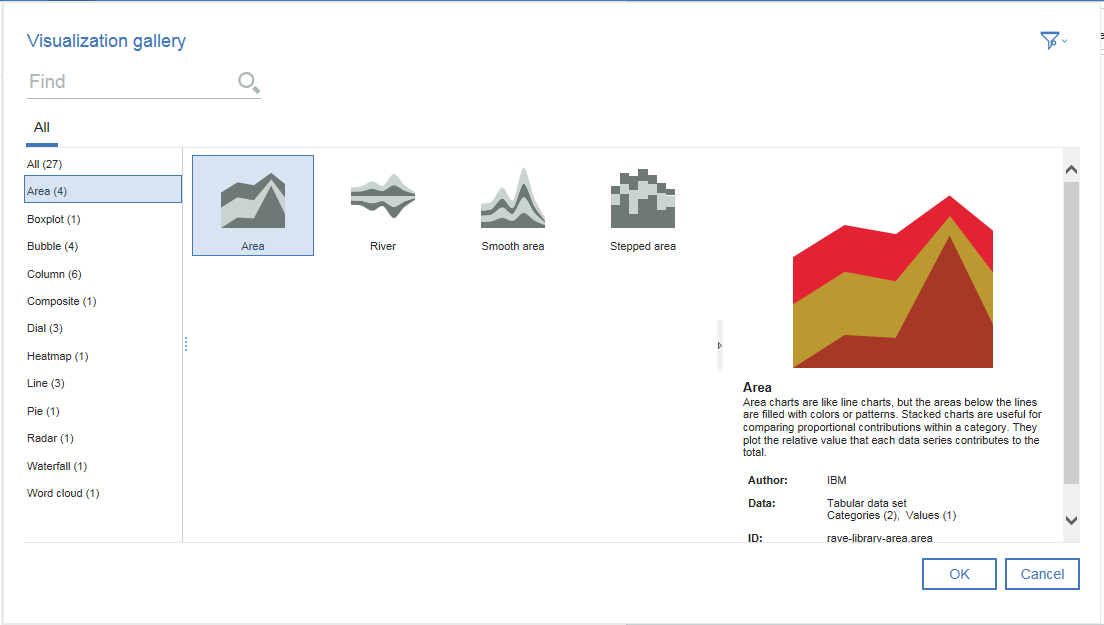 Visualization gallery
Find
All
All (27)
Area (4)
Boxplot (1)
Bubble (4)
Column (6)
Composite (1)
Dial (3)
Heatmap (1)
Line (3)
Pie (1)
Radar (1)
Waterfall (1)
Word cloud (1)
Area
River
Smooth area
Stepped area
Area
Area charts are like line charts, but the areas below the lines
are filled with colors or patterns. Stacked charts are useful for
comparing proportional contributions within a category. They
plot the relative value that each data series contributes to the
total.
Author: IBM
Data: Tabular data set
Categories (2), Values (1)
ID: rave-library-area.area
OK
Cancel